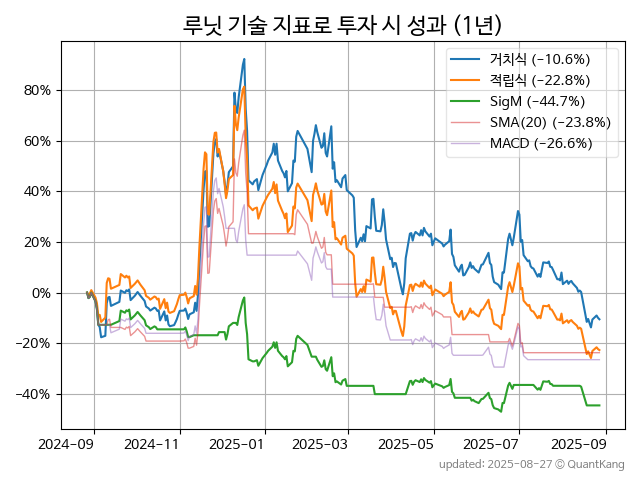 루닛 기술 지표로 투자 시 성과 (1년)
거치식 (−10.6%)
적립식 (−22.8%)
SigM (−44.7%)
SMA(20) (−23.8%)
MACD (−26.6%)
80%
60%
40%
20%
0%
−20%
−40%
2024-09
2024-11
2025-01
2025-03
2025-05
2025-07
2025-09
updated: 2025-08-27 © QuantKang